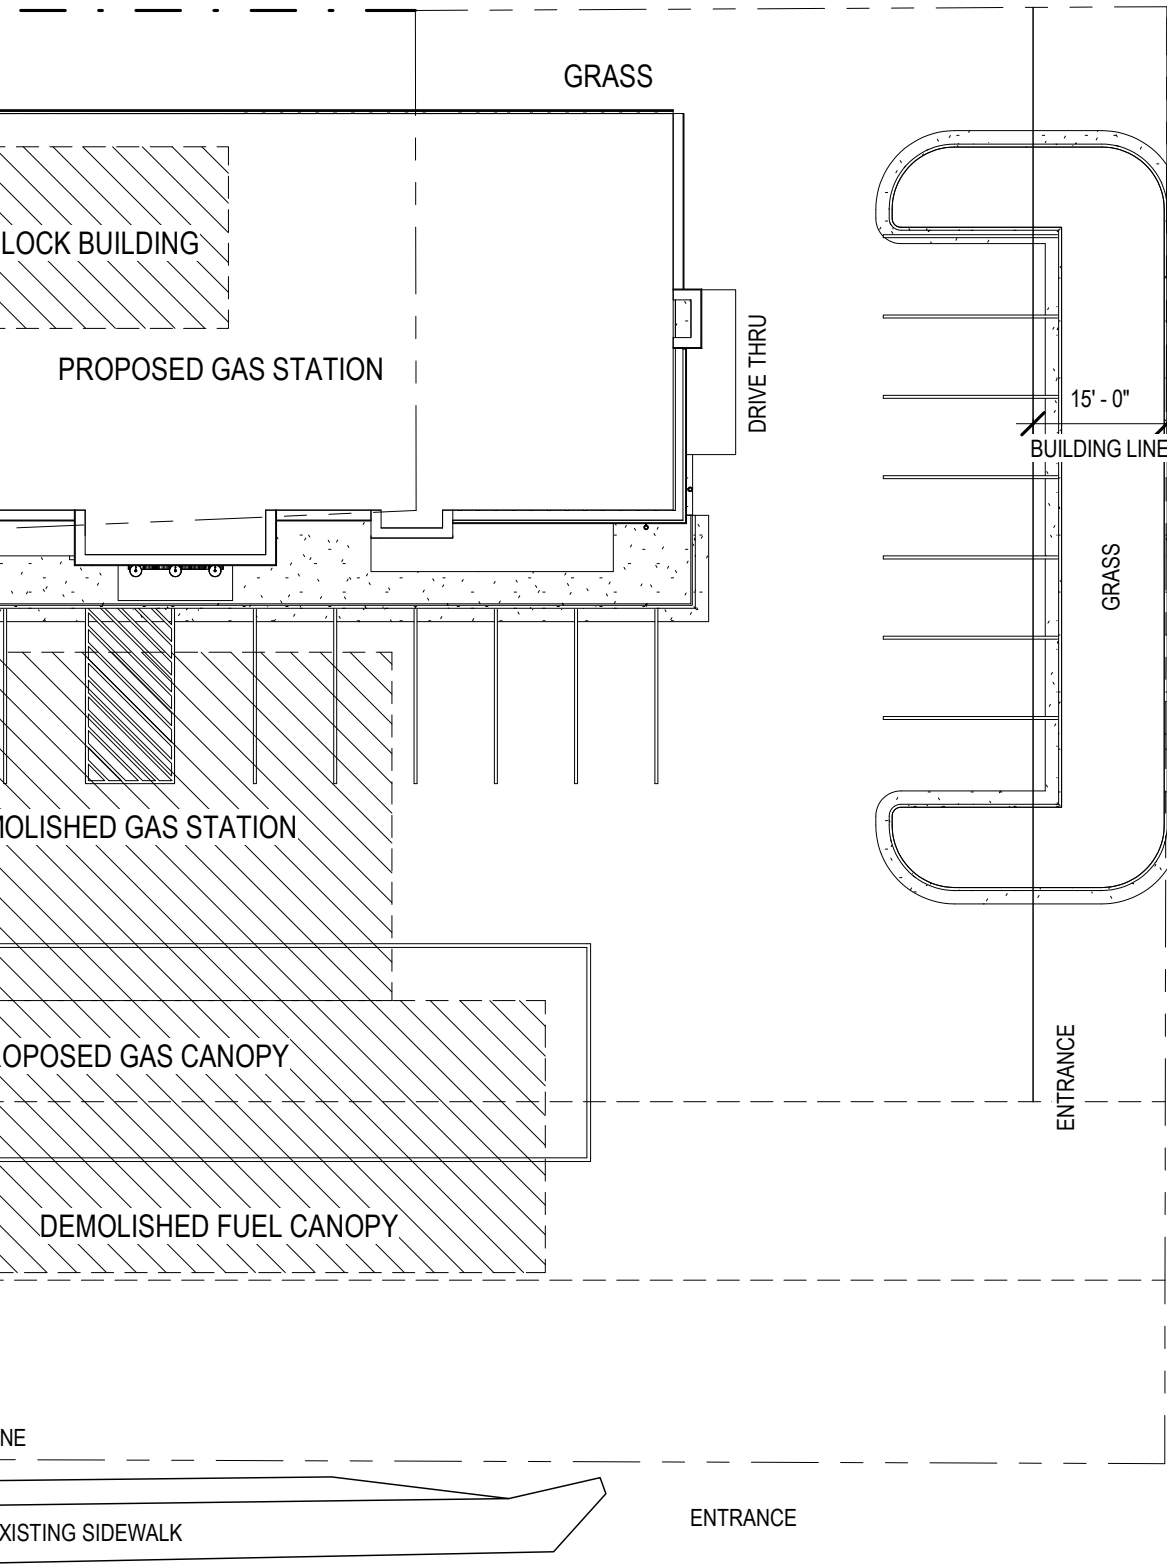 GRASS
LOCK BUILDING
PROPOSED GAS STATION
DRIVE THRU
15' - 0"
BUILDING LINE
GRASS
MOLISHED GAS STATION
OPOSED GAS CANOPY
ENTRANCE
DEMOLISHED FUEL CANOPY
NE
XISTING SIDEWALK
ENTRANCE